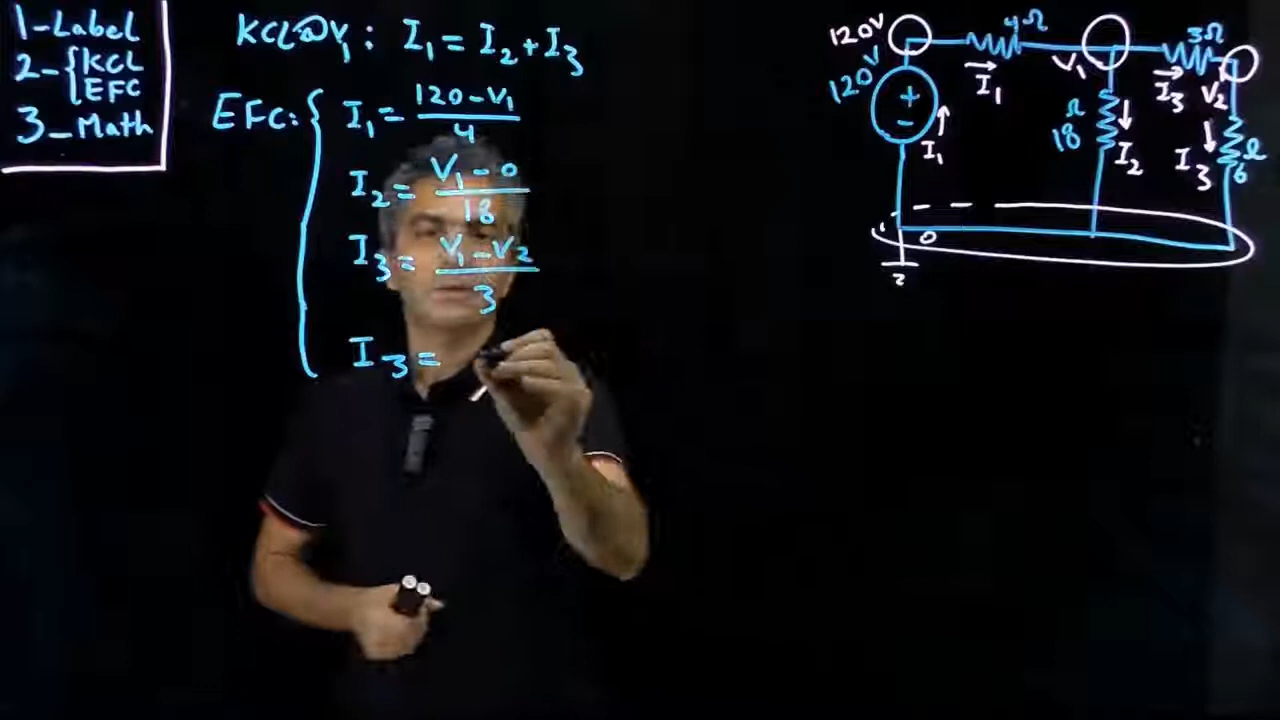 1-Label
2-{KCL
EFC
3-Math
KCL@V₁: I₁ = I₂ + I₃
EFC: { I₁ = 120-V₁
4
I₂ = V₁-0
18
I₃ = V₁-V₂
3
I₃ =
120V
4Ω
3Ω
120V
+
-
I₁
V₁
I₃
V₂
I₁
Ω
18
I₂
I₃
Ω
6
0